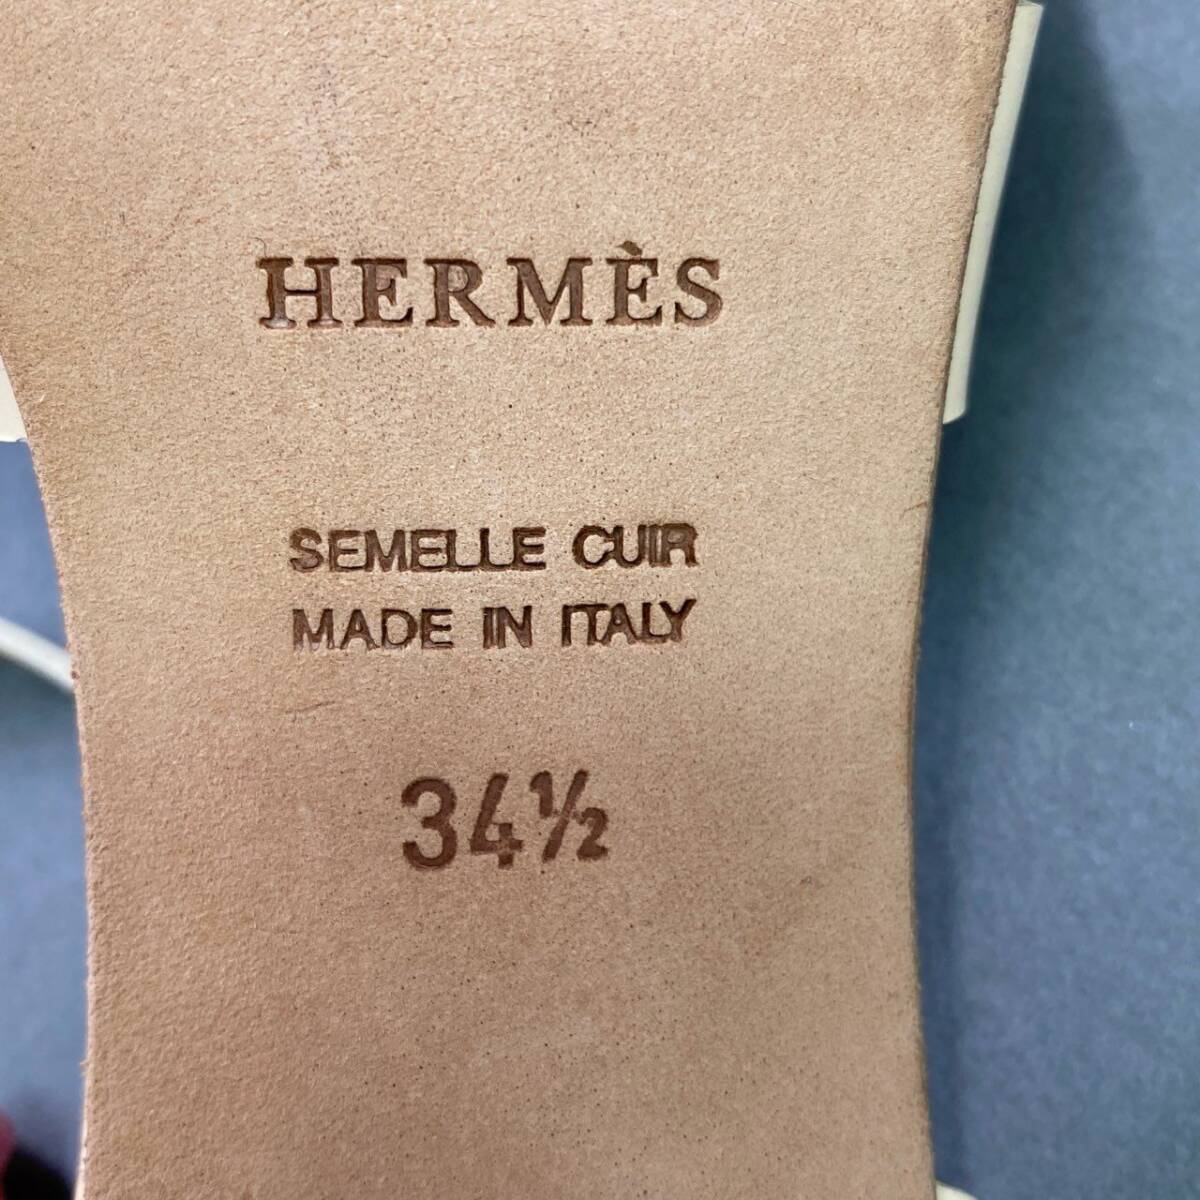 HERMÈS
SEMELLE CUIR
MADE IN ITALY
34½